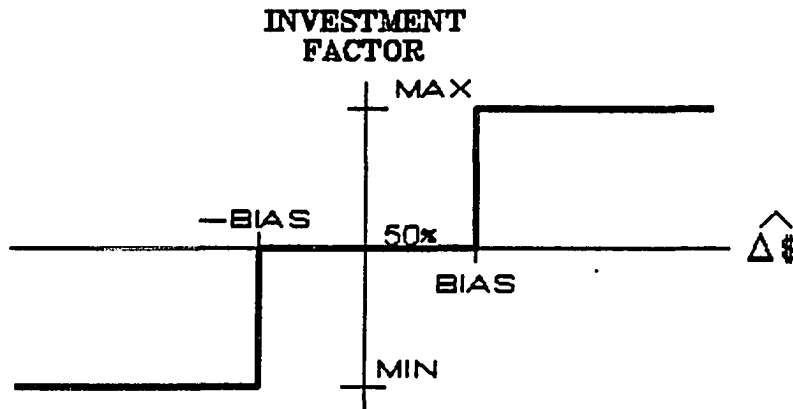 INVESTMENT
FACTOR
MAX
—BIAS
50%
BIAS
MIN